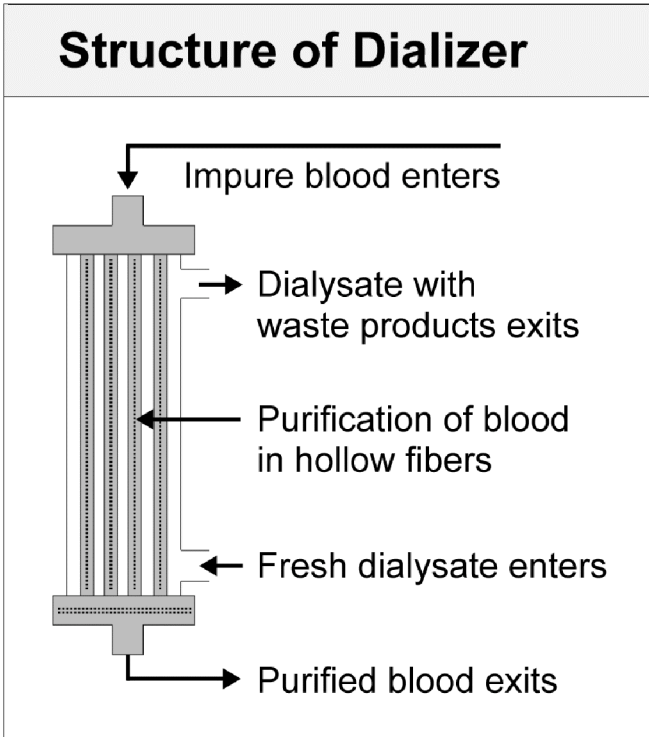 Structure of Dializer
Impure blood enters
Dialysate with
waste products exits
Purification of blood
in hollow fibers
Fresh dialysate enters
Purified blood exits